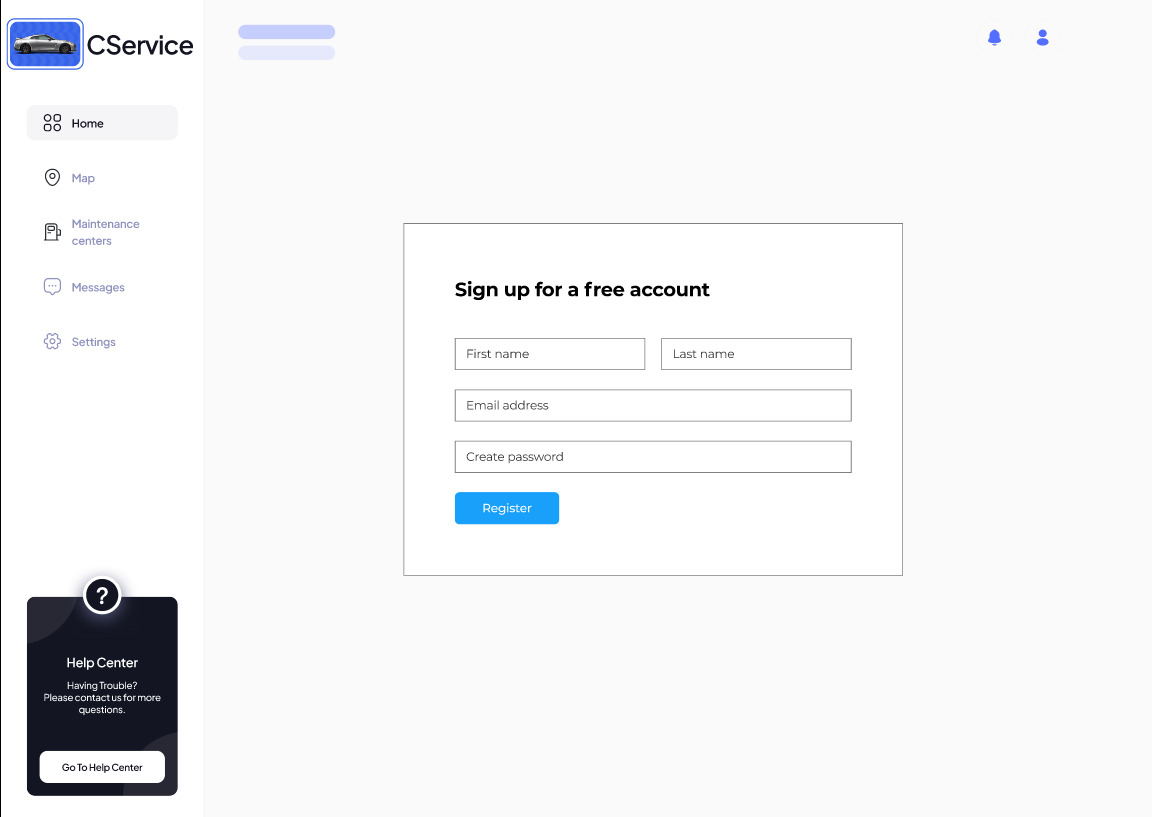 CService
Home
Map
Maintenance
centers
Messages
Settings
Sign up for a free account
First name
Last name
Email address
Create password
Register
?
Help Center
Having Trouble?
Please contact us for more
questions.
Go To Help Center